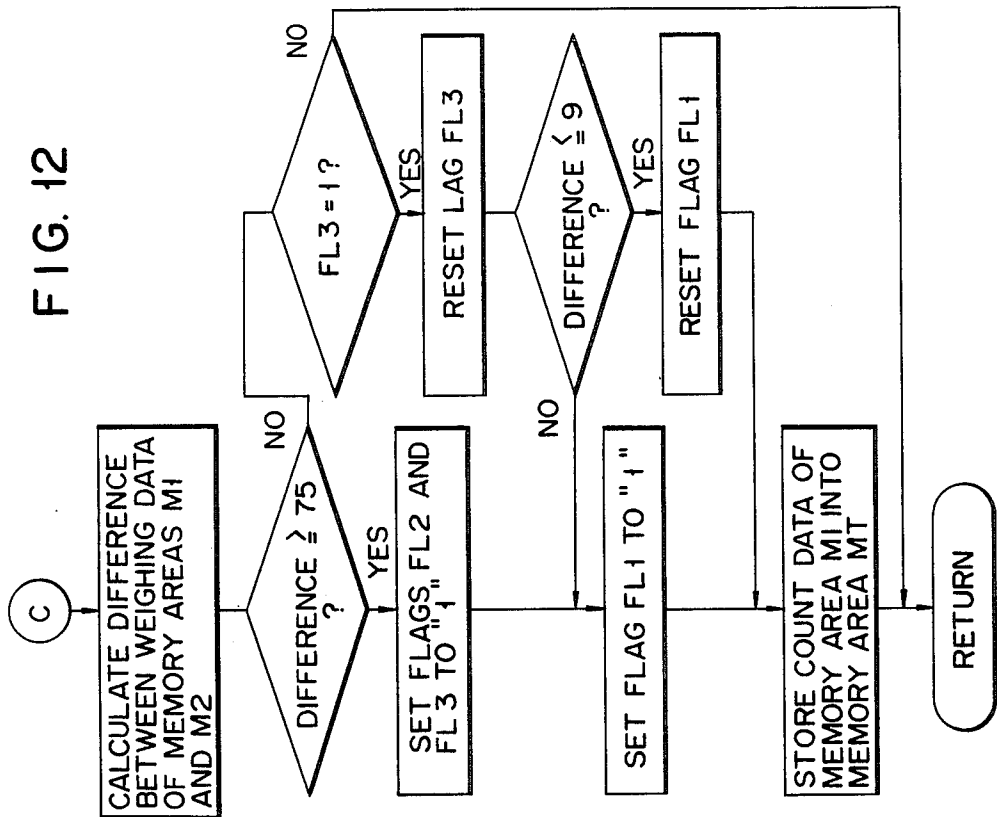 FIG. 12
C
CALCULATE DIFFERENCE
BETWEEN WEIGHING DATA
OF MEMORY AREAS M1
AND M2
DIFFERENCE ≥ 75
?
NO
YES
SET FLAGS FL2 AND
FL3 TO "1"
FL3 = 1 ?
NO
YES
RESET LAG FL3
DIFFERENCE ≤ 9
?
NO
YES
RESET FLAG FL1
SET FLAG FL1 TO "1"
STORE COUNT DATA OF
MEMORY AREA M1 INTO
MEMORY AREA MT
RETURN